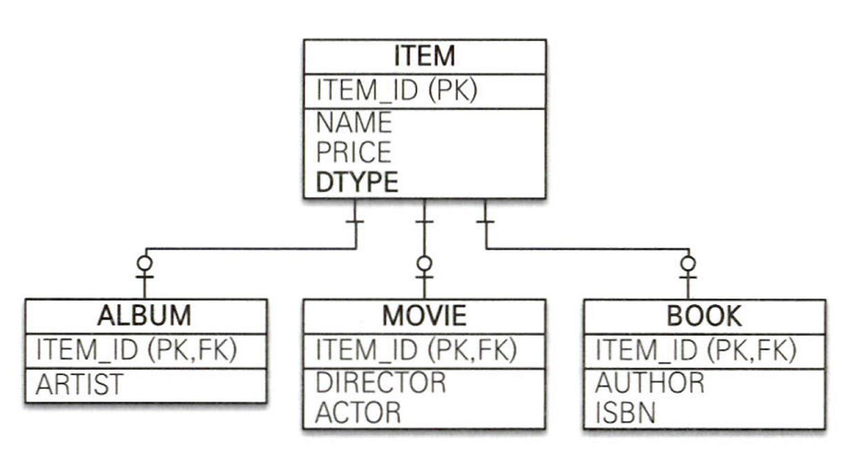 ITEM
ITEM_ID (PK)
NAME
PRICE
DTYPE
ALBUM
ITEM_ID (PK,FK)
ARTIST
MOVIE
ITEM_ID (PK,FK)
DIRECTOR
ACTOR
BOOK
ITEM_ID (PK,FK)
AUTHOR
ISBN